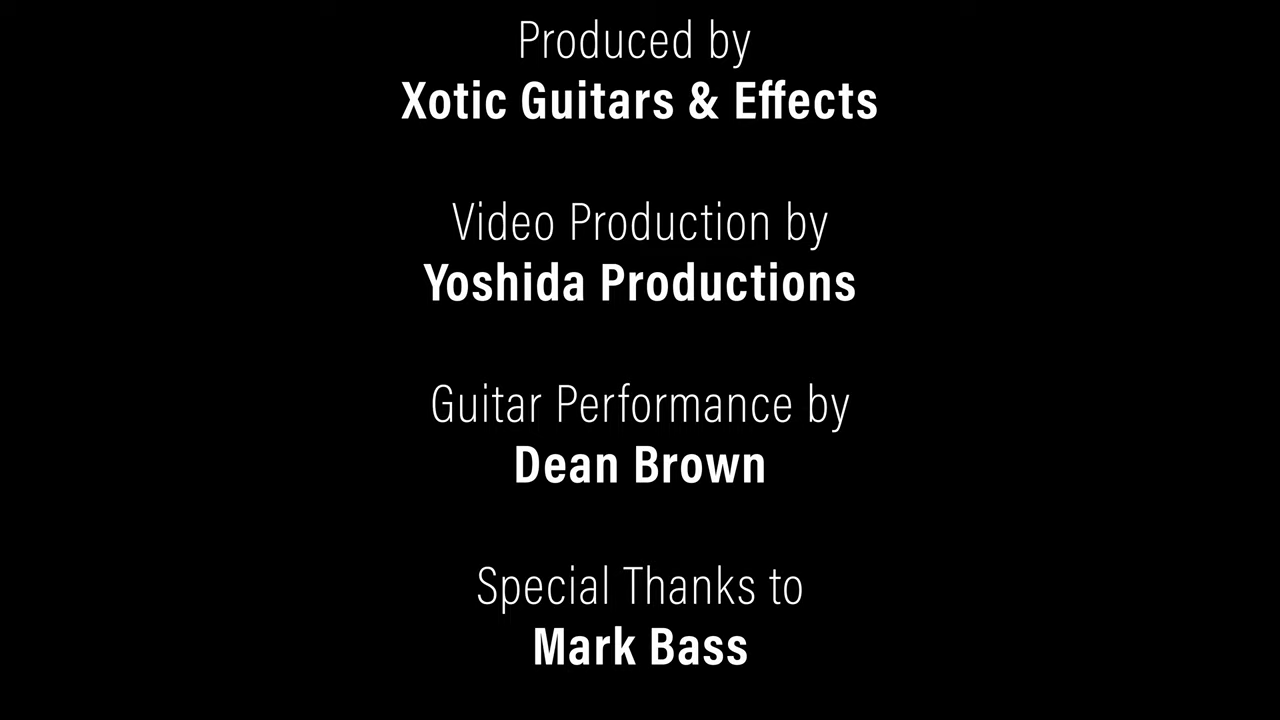 Produced by
Xotic Guitars & Effects
Video Production by
Yoshida Productions
Guitar Performance by
Dean Brown
Special Thanks to
Mark Bass